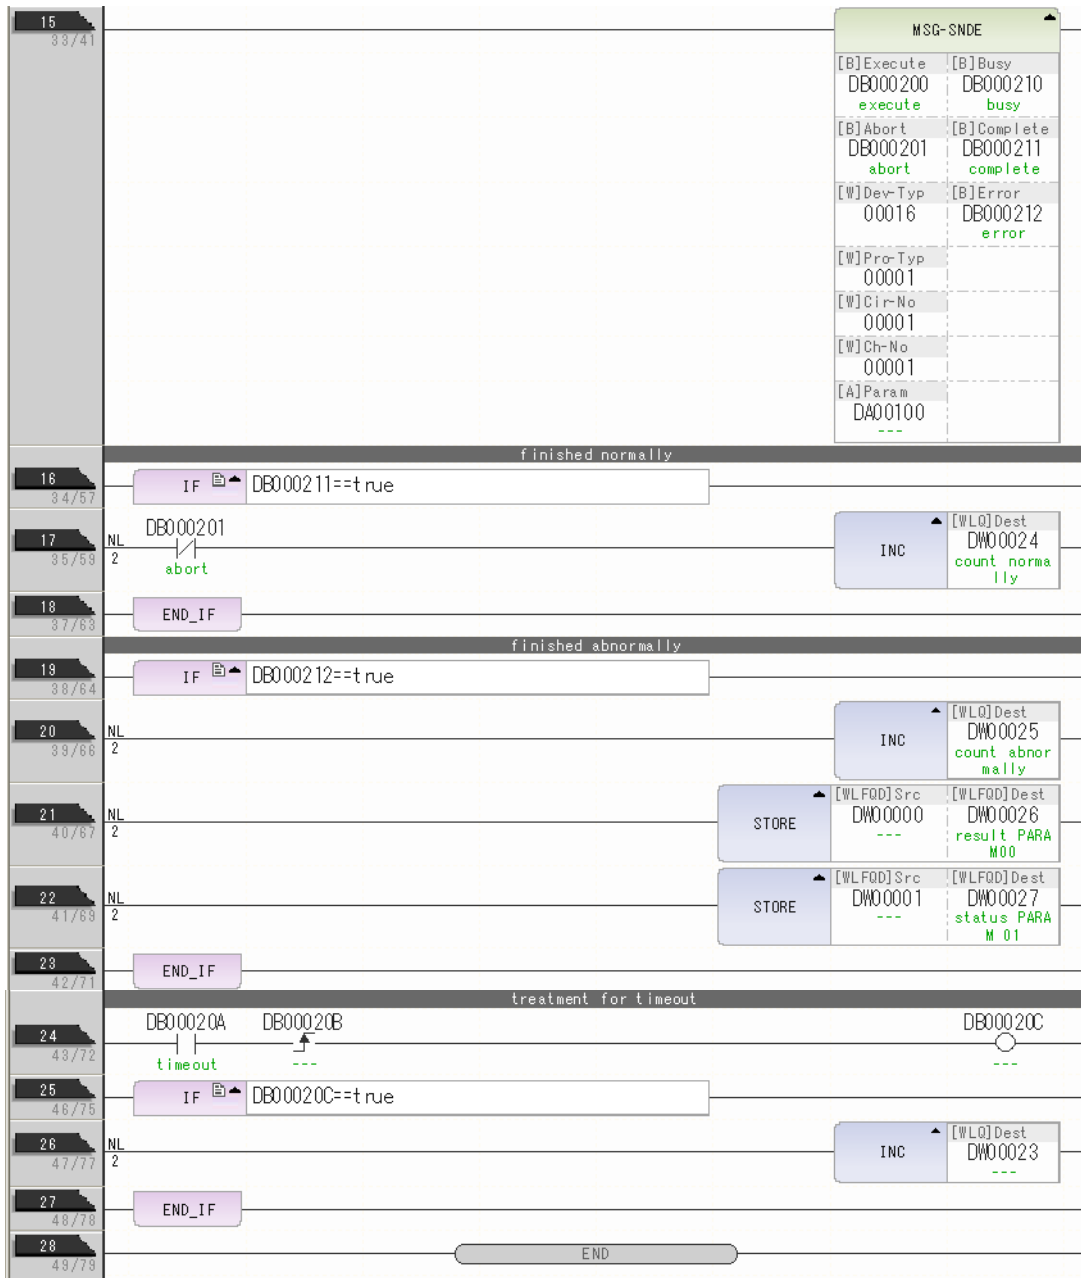 15
33/41
MSG-SNDE
[B]Execute [B]Busy
DB000200 DB000210
execute busy
[B]Abort [B]Complete
DB000201 DB000211
abort complete
[W]Dev-Typ [B]Error
00016 DB000212
error
[W]Pro-Typ
00001
[W]Cir-No
00001
[W]Ch-No
00001
[A]Param
DA00100
---
finished normally
16
34/57
IF DB000211==true
17
35/59
NL
2
DB000201
abort
INC
[WLQ]Dest
DW00024
count norma
lly
18
37/63
END_IF
finished abnormally
19
38/64
IF DB000212==true
20
39/66
NL
2
INC
[WLQ]Dest
DW00025
count abnor
mally
21
40/67
NL
2
STORE
[WLFQD]Src [WLFQD]Dest
DW00000 DW00026
--- result PARA
M00
22
41/69
NL
2
STORE
[WLFQD]Src [WLFQD]Dest
DW00001 DW00027
--- status PARA
M 01
23
42/71
END_IF
treatment for timeout
24
43/72
DB00020A DB00020B DB00020C
timeout --- ---
25
46/75
IF DB00020C==true
26
47/77
NL
2
INC
[WLQ]Dest
DW00023
---
27
48/78
END_IF
28
49/79
END